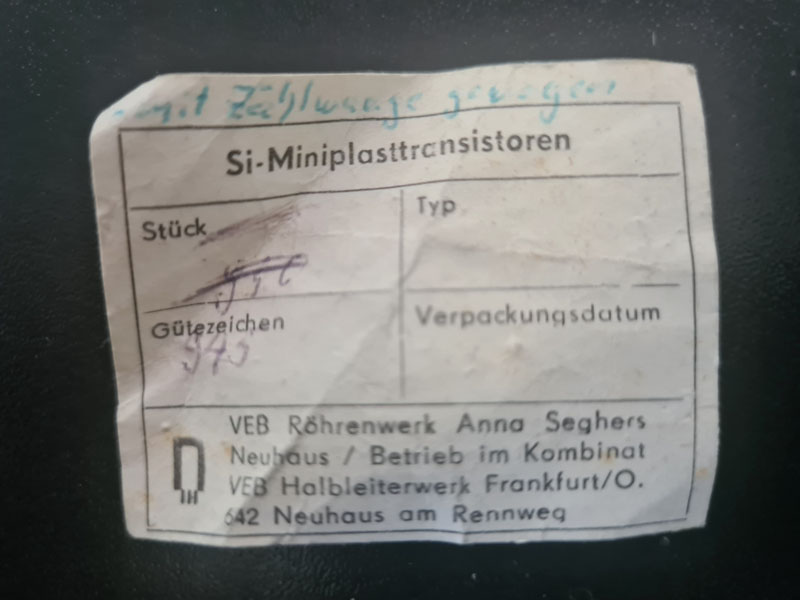 mit Zählwaage gewogen
Si-Miniplasttransistoren
Stück
Typ
Gütezeichen
Verpackungsdatum
945
VEB Röhrenwerk Anna Seghers
Neuhaus / Betrieb im Kombinat
VEB Halbleiterwerk Frankfurt/O.
642 Neuhaus am Rennweg